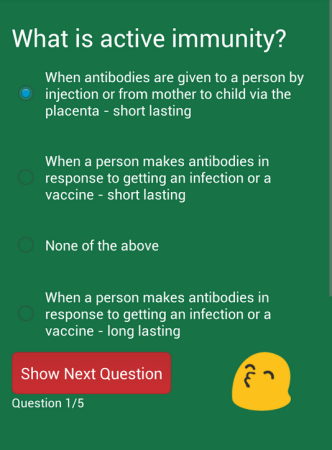 What is active immunity?
When antibodies are given to a person by
injection or from mother to child via the
placenta - short lasting
When a person makes antibodies in
response to getting an infection or a
vaccine - short lasting
None of the above
When a person makes antibodies in
response to getting an infection or a
vaccine - long lasting
Show Next Question
Question 1/5